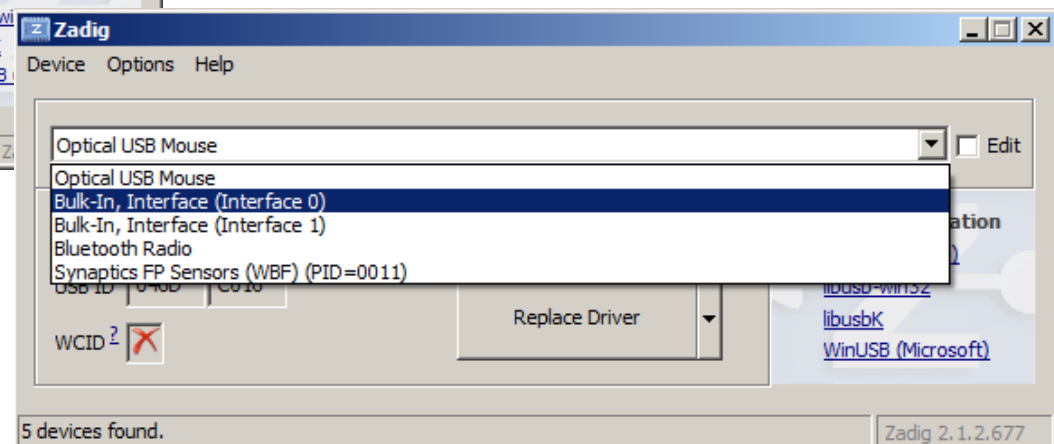 Zadig
Device Options Help
Optical USB Mouse
Edit
Optical USB Mouse
Bulk-In, Interface (Interface 0)
Bulk-In, Interface (Interface 1)
Bluetooth Radio
Synaptics FP Sensors (WBF) (PID=0011)
USB ID
WCID ?
Replace Driver
libusb-win32
libusbK
WinUSB (Microsoft)
5 devices found.
Zadig 2.1.2.677